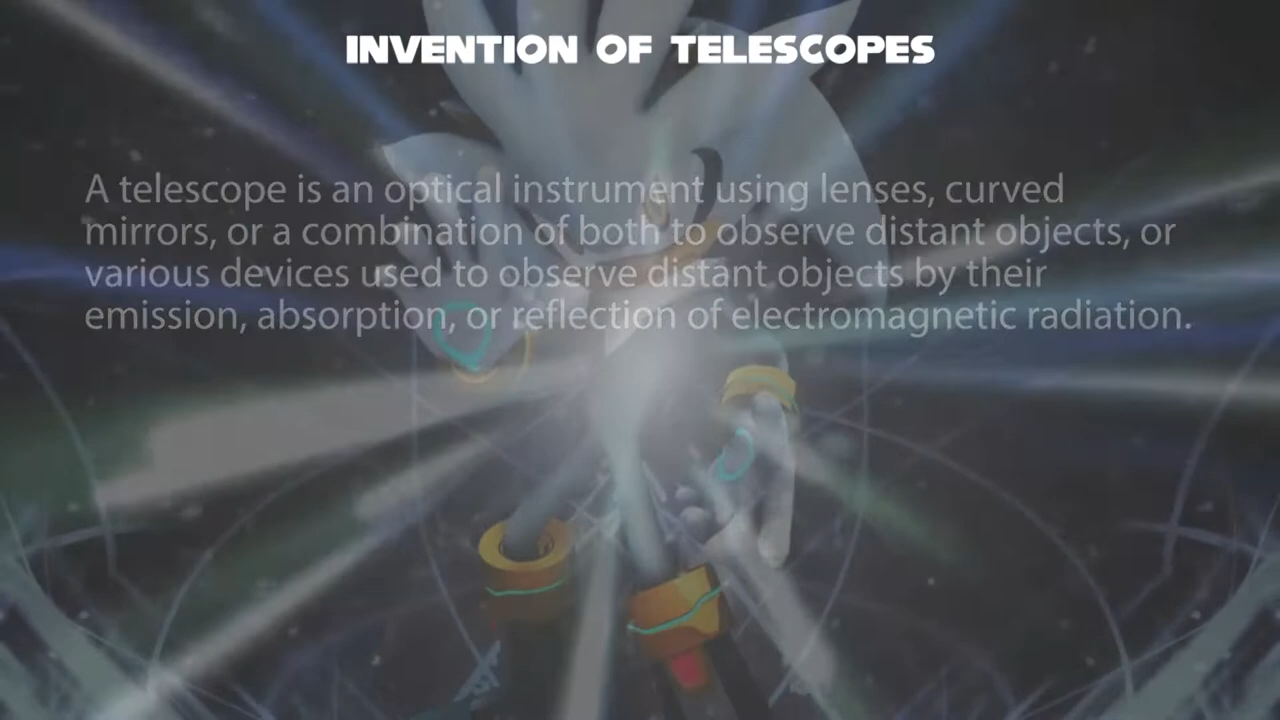 INVENTION OF TELESCOPES
A telescope is an optical instrument using lenses, curved
mirrors, or a combination of both to observe distant objects, or
various devices used to observe distant objects by their
emission, absorption, or reflection of electromagnetic radiation.